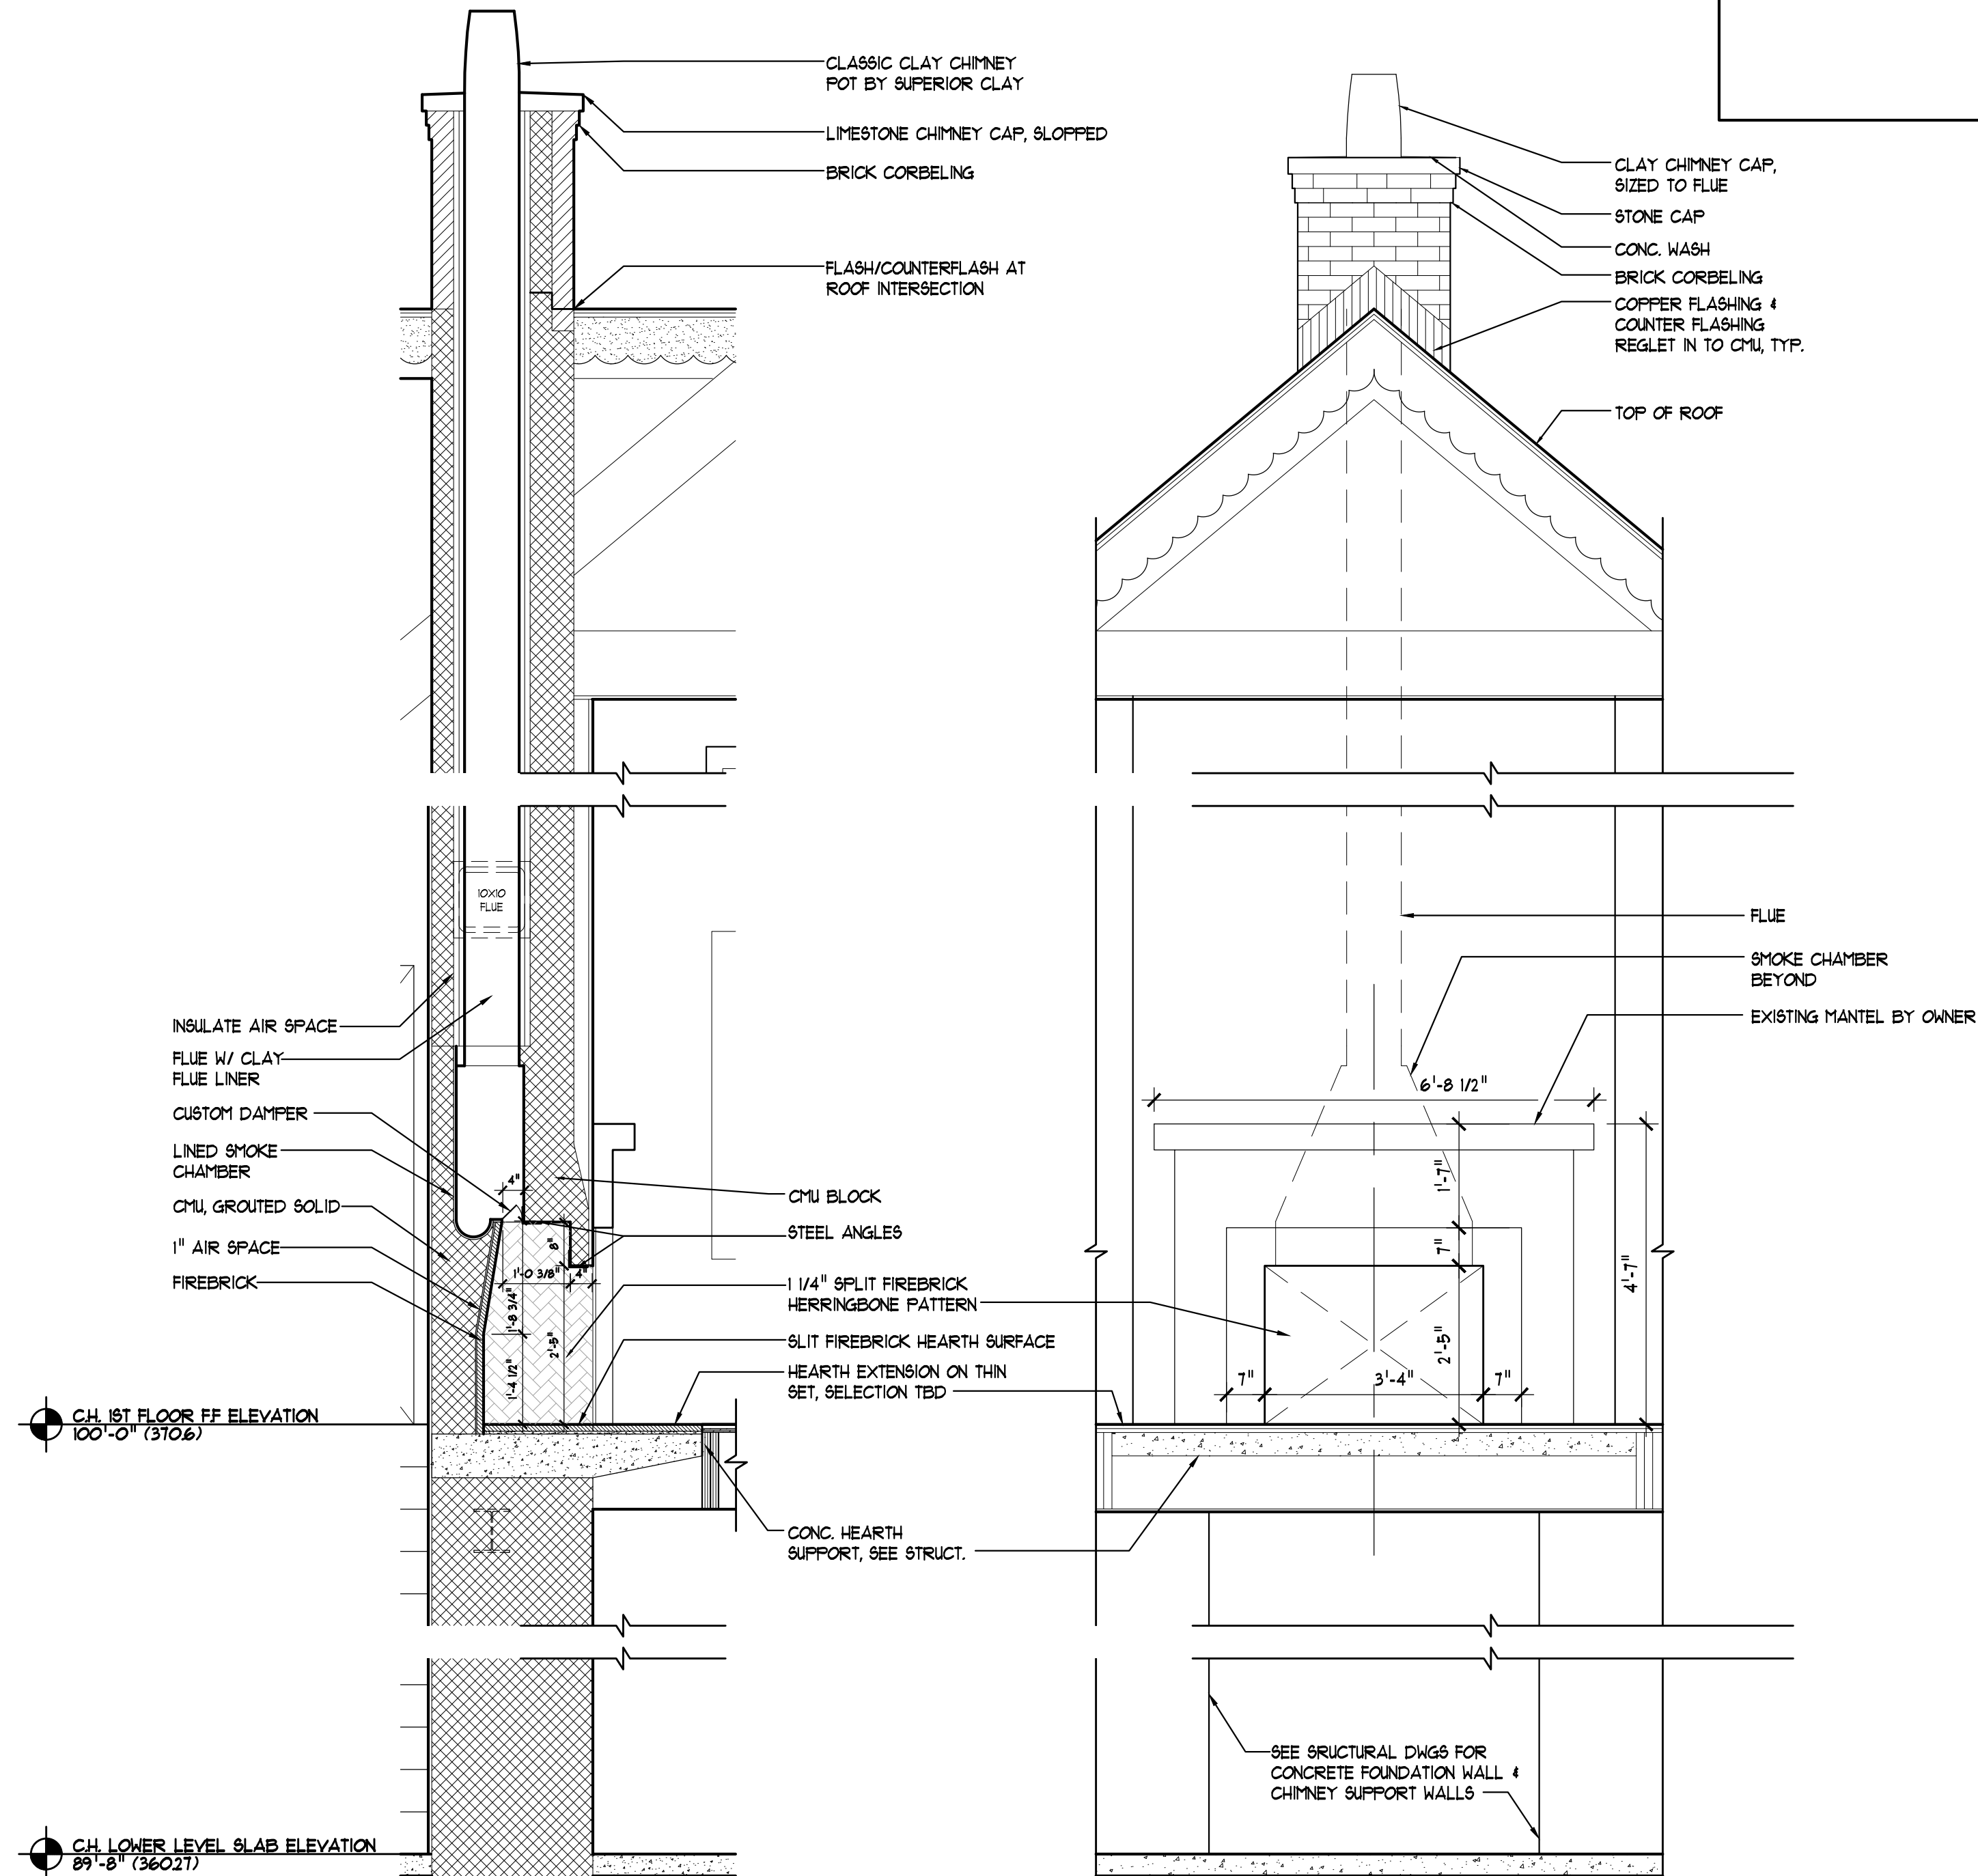 CLASSIC CLAY CHIMNEY
POT BY SUPERIOR CLAY
LIMESTONE CHIMNEY CAP, SLOPPED
BRICK CORBELING
FLASH/COUNTERFLASH AT
ROOF INTERSECTION
CLAY CHIMNEY CAP,
SIZED TO FLUE
STONE CAP
CONC. WASH
BRICK CORBELING
COPPER FLASHING &
COUNTER FLASHING
REGLET IN TO CMU, TYP.
TOP OF ROOF
10X10
FLUE
INSULATE AIR SPACE
FLUE W/ CLAY
FLUE LINER
CUSTOM DAMPER
LINED SMOKE
CHAMBER
CMU, GROUTED SOLID
1" AIR SPACE
FIREBRICK
4"
8"
1'-0 3/8"
4"
1'-8 3/4"
2'-5"
1'-4 1/2"
CMU BLOCK
STEEL ANGLES
1 1/4" SPLIT FIREBRICK
HERRINGBONE PATTERN
SLIT FIREBRICK HEARTH SURFACE
HEARTH EXTENSION ON THIN
SET, SELECTION TBD
CONC. HEARTH
SUPPORT, SEE STRUCT.
FLUE
SMOKE CHAMBER
BEYOND
EXISTING MANTEL BY OWNER
6'-8 1/2"
1'-7"
7"
4'-7"
2'-5"
7"
3'-4"
7"
C.H. 1ST FLOOR F.F ELEVATION
100'-0" (370.6)
SEE SRUCTURAL DWGS FOR
CONCRETE FOUNDATION WALL &
CHIMNEY SUPPORT WALLS
C.H. LOWER LEVEL SLAB ELEVATION
89'-8" (360.27)